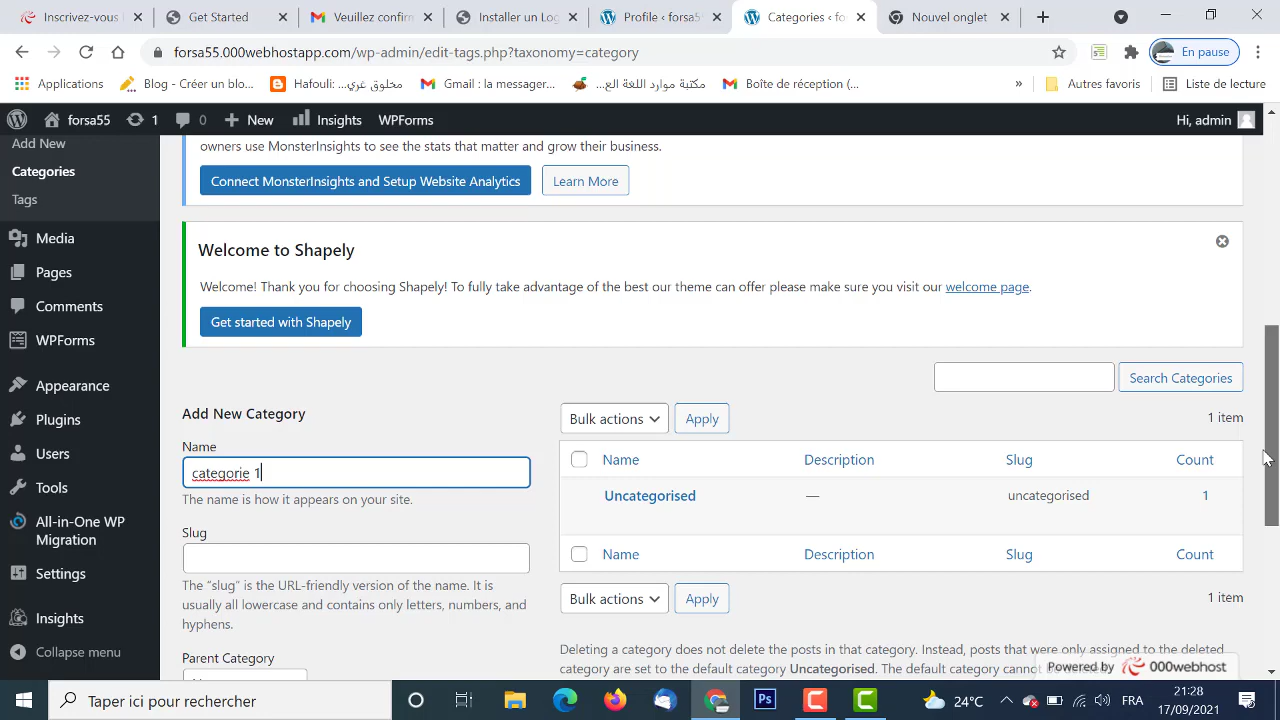 Inscrivez-vous
Get Started
Veuillez confirm
Installer un Log
Profile ‹ forsa5
Categories ‹ fo
Nouvel onglet
forsa55.000webhostapp.com/wp-admin/edit-tags.php?taxonomy=category
En pause
Applications
Blog - Créer un blo...
Hafouli: مخلوق غري...
Gmail : la messager...
مكتبة موارد اللغة الع...
Boîte de réception (...
»
Autres favoris
Liste de lecture
forsa55
1
0
New
Insights
WPForms
Hi, admin
Add New
Categories
Tags
Media
Pages
Comments
WPForms
Appearance
Plugins
Users
Tools
All-in-One WP
Migration
Settings
Insights
Collapse menu
owners use MonsterInsights to see the stats that matter and grow their business.
Connect MonsterInsights and Setup Website Analytics
Learn More
Welcome to Shapely
Welcome! Thank you for choosing Shapely! To fully take advantage of the best our theme can offer please make sure you visit our welcome page.
Get started with Shapely
Search Categories
Add New Category
Name
categorie 1
The name is how it appears on your site.
Slug
The “slug” is the URL-friendly version of the name. It is
usually all lowercase and contains only letters, numbers, and
hyphens.
Parent Category
Bulk actions
Apply
1 item
Name Description Slug Count
Uncategorised — uncategorised 1
Name Description Slug Count
Bulk actions
Apply
1 item
Deleting a category does not delete the posts in that category. Instead, posts that were only assigned to the deleted
category are set to the default category Uncategorised. The default category cannot
Powered by 000webhost
Taper ici pour rechercher
Ps
24°C
FRA
21:28
17/09/2021